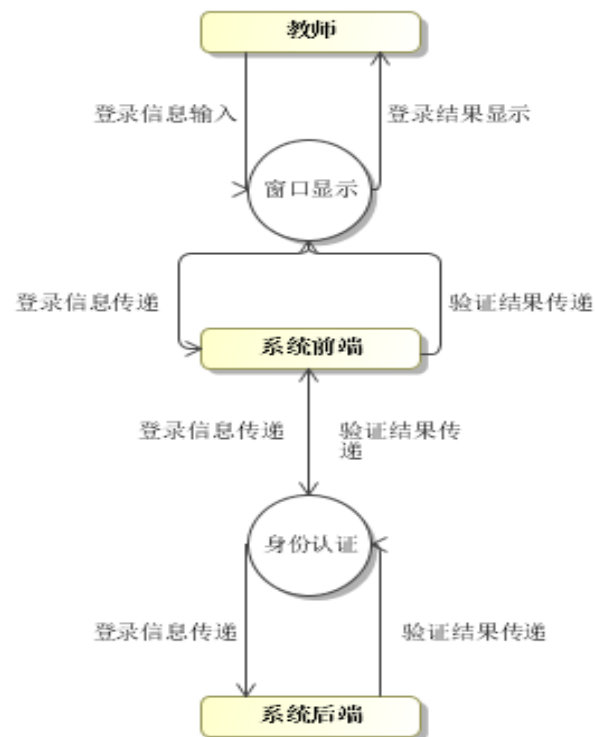 教师
登录信息输入
登录结果显示
窗口显示
登录信息传递
验证结果传递
系统前端
登录信息传递
验证结果传
递
身份认证
登录信息传递
验证结果传递
系统后端